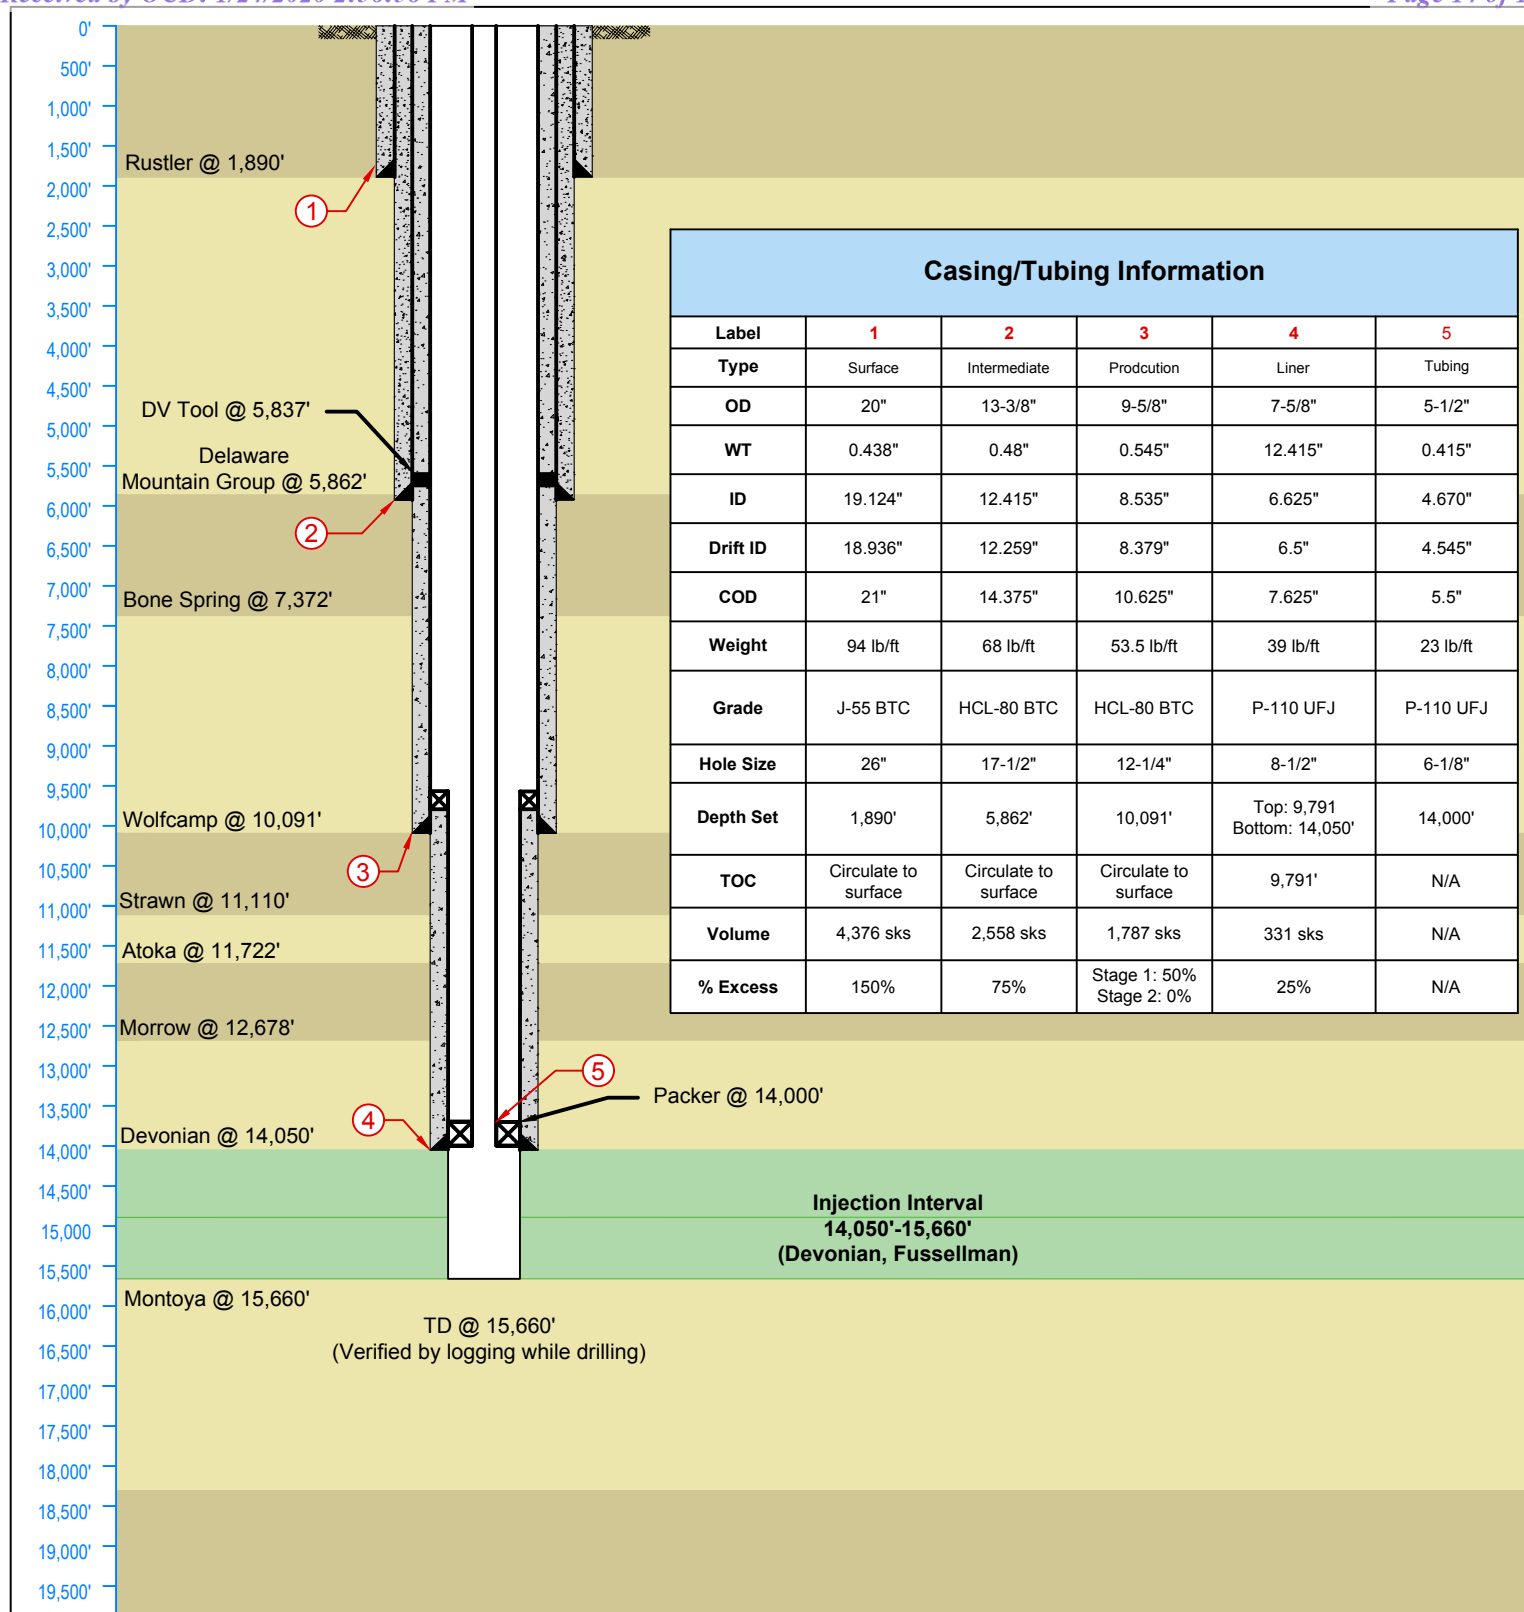 0'
500'
1,000'
1,500'
Rustler @ 1,890'
2,000'
1
2,500'
3,000'
3,500'
4,000'
4,500'
DV Tool @ 5,837'
5,000'
Delaware
5,500'
Mountain Group @ 5,862'
6,000'
2
6,500'
7,000'
Bone Spring @ 7,372'
7,500'
8,000'
8,500'
9,000'
9,500'
Wolfcamp @ 10,091'
10,000'
3
10,500'
Strawn @ 11,110'
11,000'
Atoka @ 11,722'
11,500'
12,000'
Morrow @ 12,678'
12,500'
13,000'
5
Packer @ 14,000'
13,500'
4
Devonian @ 14,050'
14,000'
14,500'
15,000
15,500'
Injection Interval
14,050'-15,660'
(Devonian, Fussellman)
Montoya @ 15,660'
16,000'
TD @ 15,660'
(Verified by logging while drilling)
16,500'
17,000'
17,500'
18,000'
18,500'
19,000'
19,500'
Casing/Tubing Information
Label 1 2 3 4 5
Type Surface Intermediate Prodcution Liner Tubing
OD 20" 13-3/8" 9-5/8" 7-5/8" 5-1/2"
WT 0.438" 0.48" 0.545" 12.415" 0.415"
ID 19.124" 12.415" 8.535" 6.625" 4.670"
Drift ID 18.936" 12.259" 8.379" 6.5" 4.545"
COD 21" 14.375" 10.625" 7.625" 5.5"
Weight 94 lb/ft 68 lb/ft 53.5 lb/ft 39 lb/ft 23 lb/ft
Grade J-55 BTC HCL-80 BTC HCL-80 BTC P-110 UFJ P-110 UFJ
Hole Size 26" 17-1/2" 12-1/4" 8-1/2" 6-1/8"
Depth Set 1,890' 5,862' 10,091' Top: 9,791 Bottom: 14,050' 14,000'
TOC Circulate to surface Circulate to surface Circulate to surface 9,791' N/A
Volume 4,376 sks 2,558 sks 1,787 sks 331 sks N/A
% Excess 150% 75% Stage 1: 50% Stage 2: 0% 25% N/A